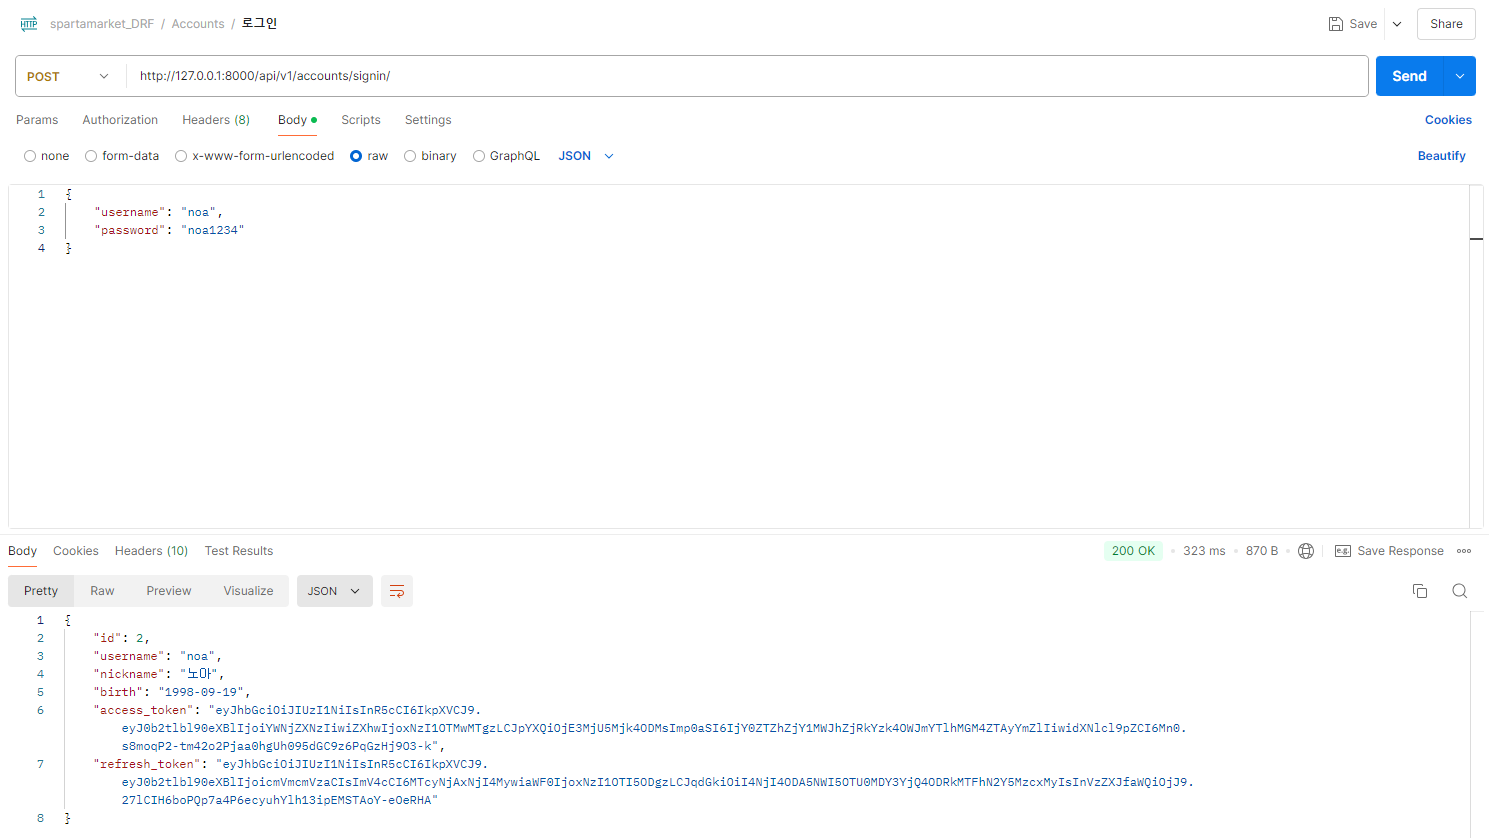 HTTP spartamarket_DRF / Accounts / 로그인 Save Share
POST http://127.0.0.1:8000/api/v1/accounts/signin/ Send
Params Authorization Headers (8) Body Scripts Settings Cookies
none form-data x-www-form-urlencoded raw binary GraphQL JSON Beautify
1 {
2 "username": "noa",
3 "password": "noa1234"
4 }
Body Cookies Headers (10) Test Results 200 OK 323 ms 870 B e.g. Save Response
Pretty Raw Preview Visualize JSON
1 {
2 "id": 2,
3 "username": "noa",
4 "nickname": "노아",
5 "birth": "1998-09-19",
6 "access_token": "eyJhbGciOiJIUzI1NiIsInR5cCI6IkpXVCJ9.
eyJ0b2tlbl90eXBlIjoiYWNjZXNzIiwiZXhwIjoxNzI1OTMwMTgzLCJpYXQiOjE3MjU5Mjk4ODMsImp0aSI6IjY0ZTZhZjY1MWJhZjRkYzk4OWJmYTlhMGM4ZTAyYmZlIiwidXNlcl9pZCI6Mn0.
s8moqP2-tm42o2Pjaa0hgUh095dGC9z6PqGzHj9O3-k",
7 "refresh_token": "eyJhbGciOiJIUzI1NiIsInR5cCI6IkpXVCJ9.
eyJ0b2tlbl90eXBlIjoicmVmcmVzaCIsImV4cCI6MTcyNjAxNjI4MywiaWF0IjoxNzI1OTI5ODgzLCJqdGkiOiI4NjI4ODA5NWI5OTU0MDY3YjQ4ODRkMTFhN2Y5MzcxMyIsInVzZXJfaWQiOjJ9.
27lCIH6boPQp7a4P6ecyuhYlh13ipEMSTAoY-eOeRHA"
8 }